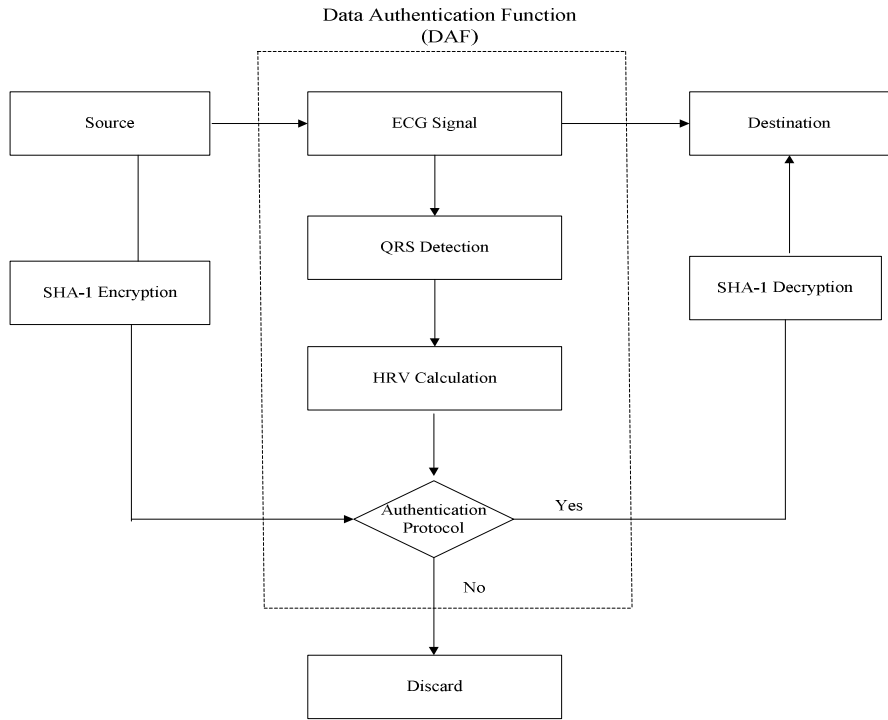 Data Authentication Function
(DAF)
Source
ECG Signal
Destination
QRS Detection
SHA-1 Encryption
SHA-1 Decryption
HRV Calculation
Authentication
Protocol
Yes
No
Discard